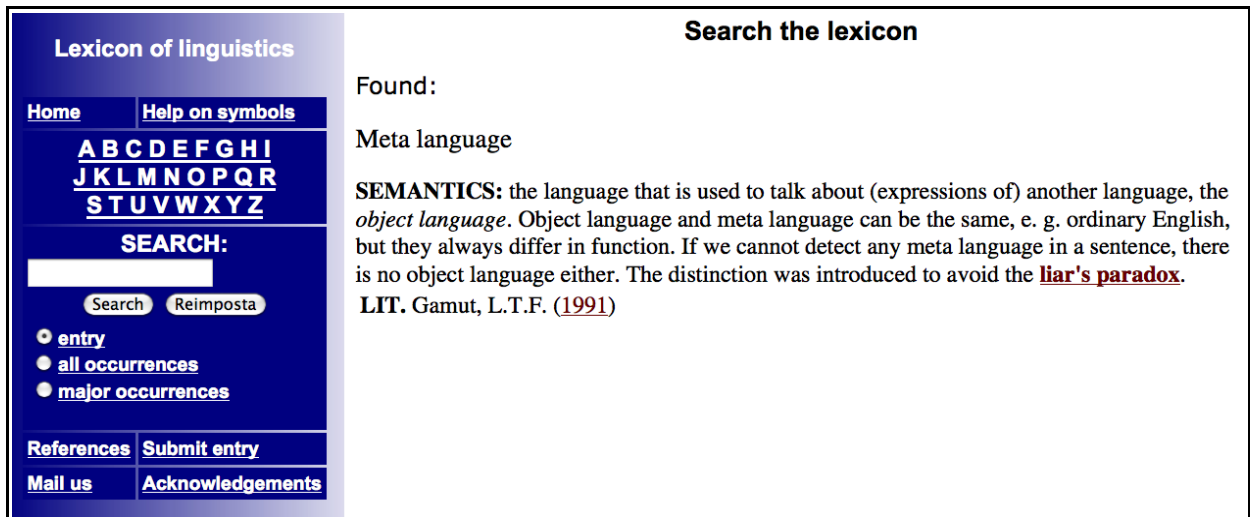 Lexicon of linguistics
Home Help on symbols
A B C D E F G H I
J K L M N O P Q R
S T U V W X Y Z
SEARCH:
Search Reimposta
entry
all occurrences
major occurrences
References Submit entry
Mail us Acknowledgements
Search the lexicon
Found:
Meta language
SEMANTICS: the language that is used to talk about (expressions of) another language, the
object language. Object language and meta language can be the same, e. g. ordinary English,
but they always differ in function. If we cannot detect any meta language in a sentence, there
is no object language either. The distinction was introduced to avoid the liar's paradox.
LIT. Gamut, L.T.F. (1991)